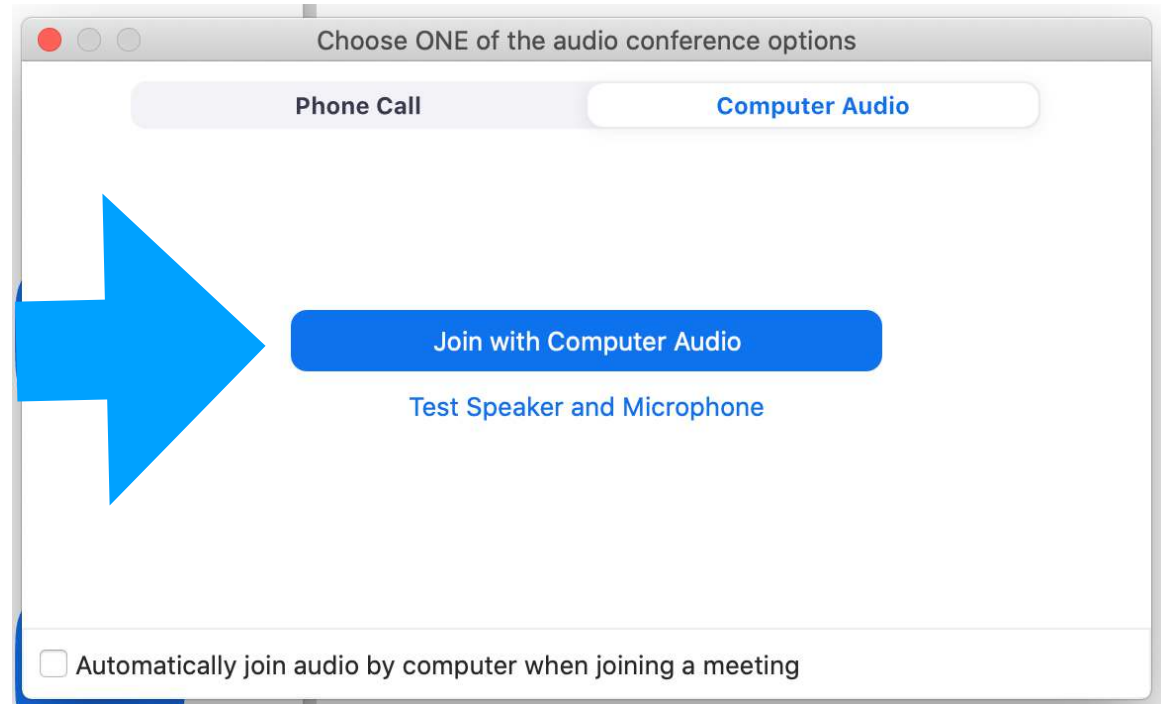 Choose ONE of the audio conference options
Phone Call
Computer Audio
Join with Computer Audio
Test Speaker and Microphone
Automatically join audio by computer when joining a meeting